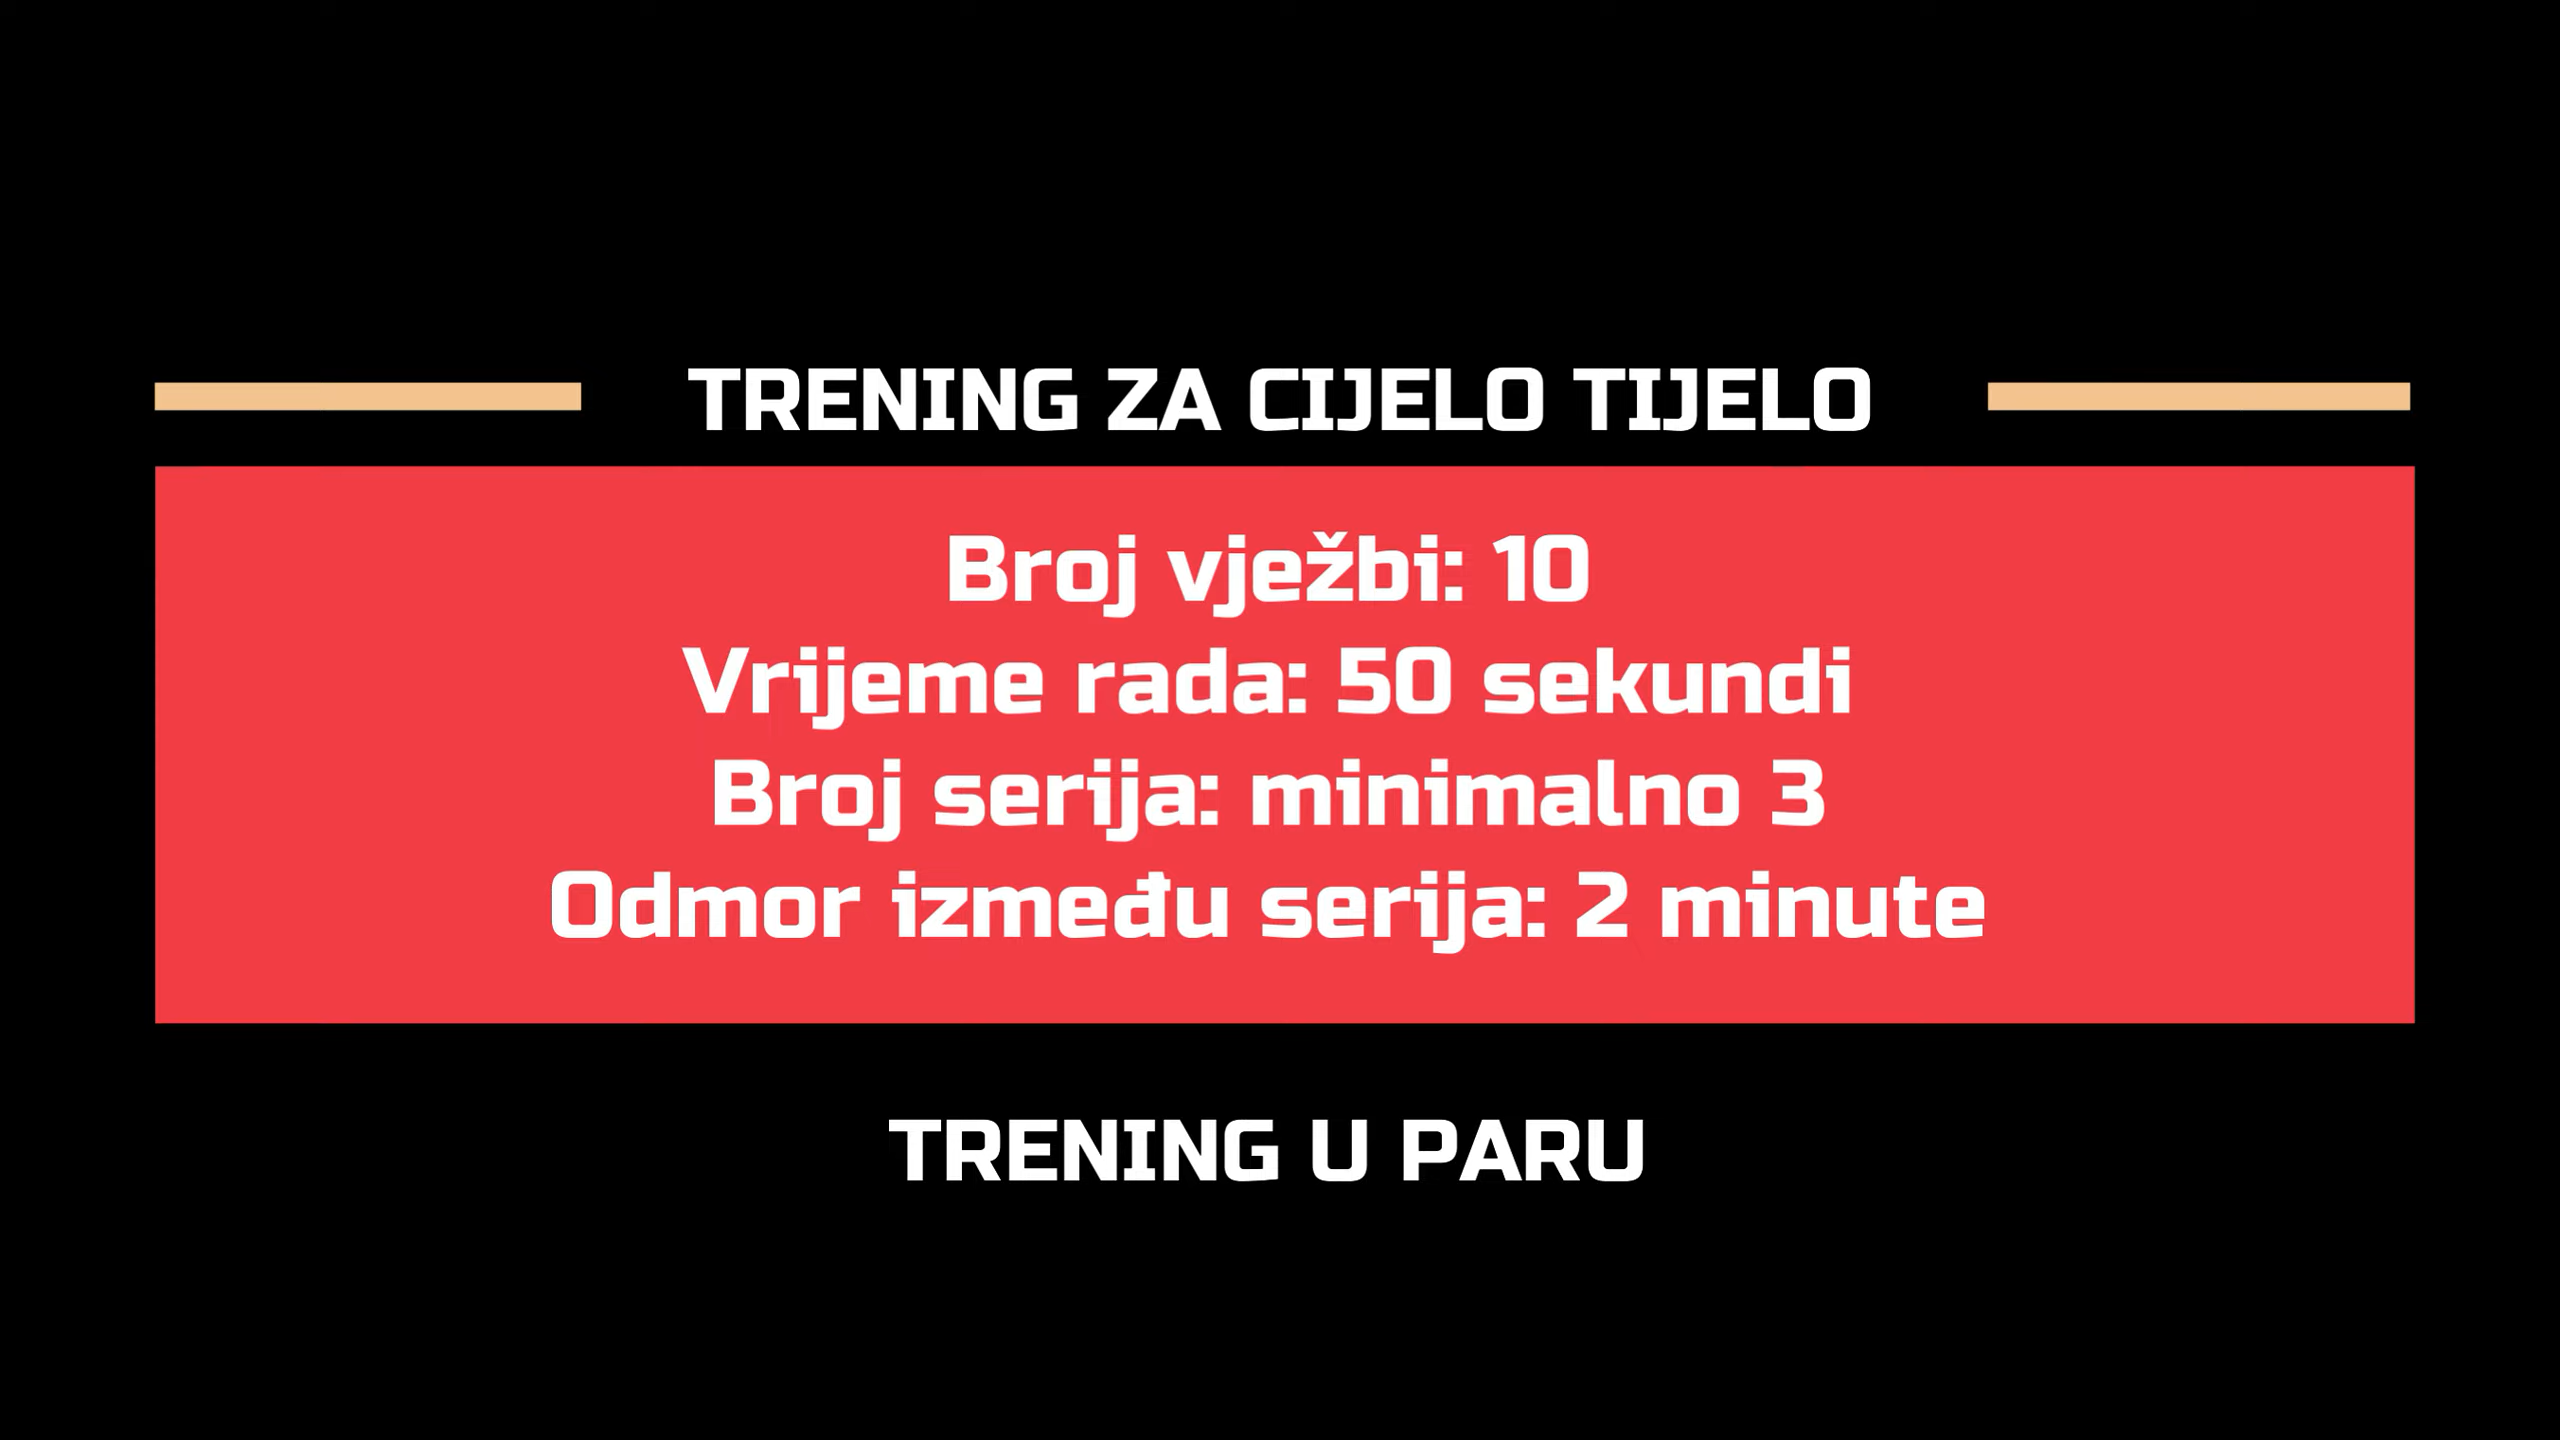 TRENING ZA CIJELO TIJELO
Broj vježbi: 10
Vrijeme rada: 50 sekundi
Broj serija: minimalno 3
Odmor između serija: 2 minute
TRENING U PARU